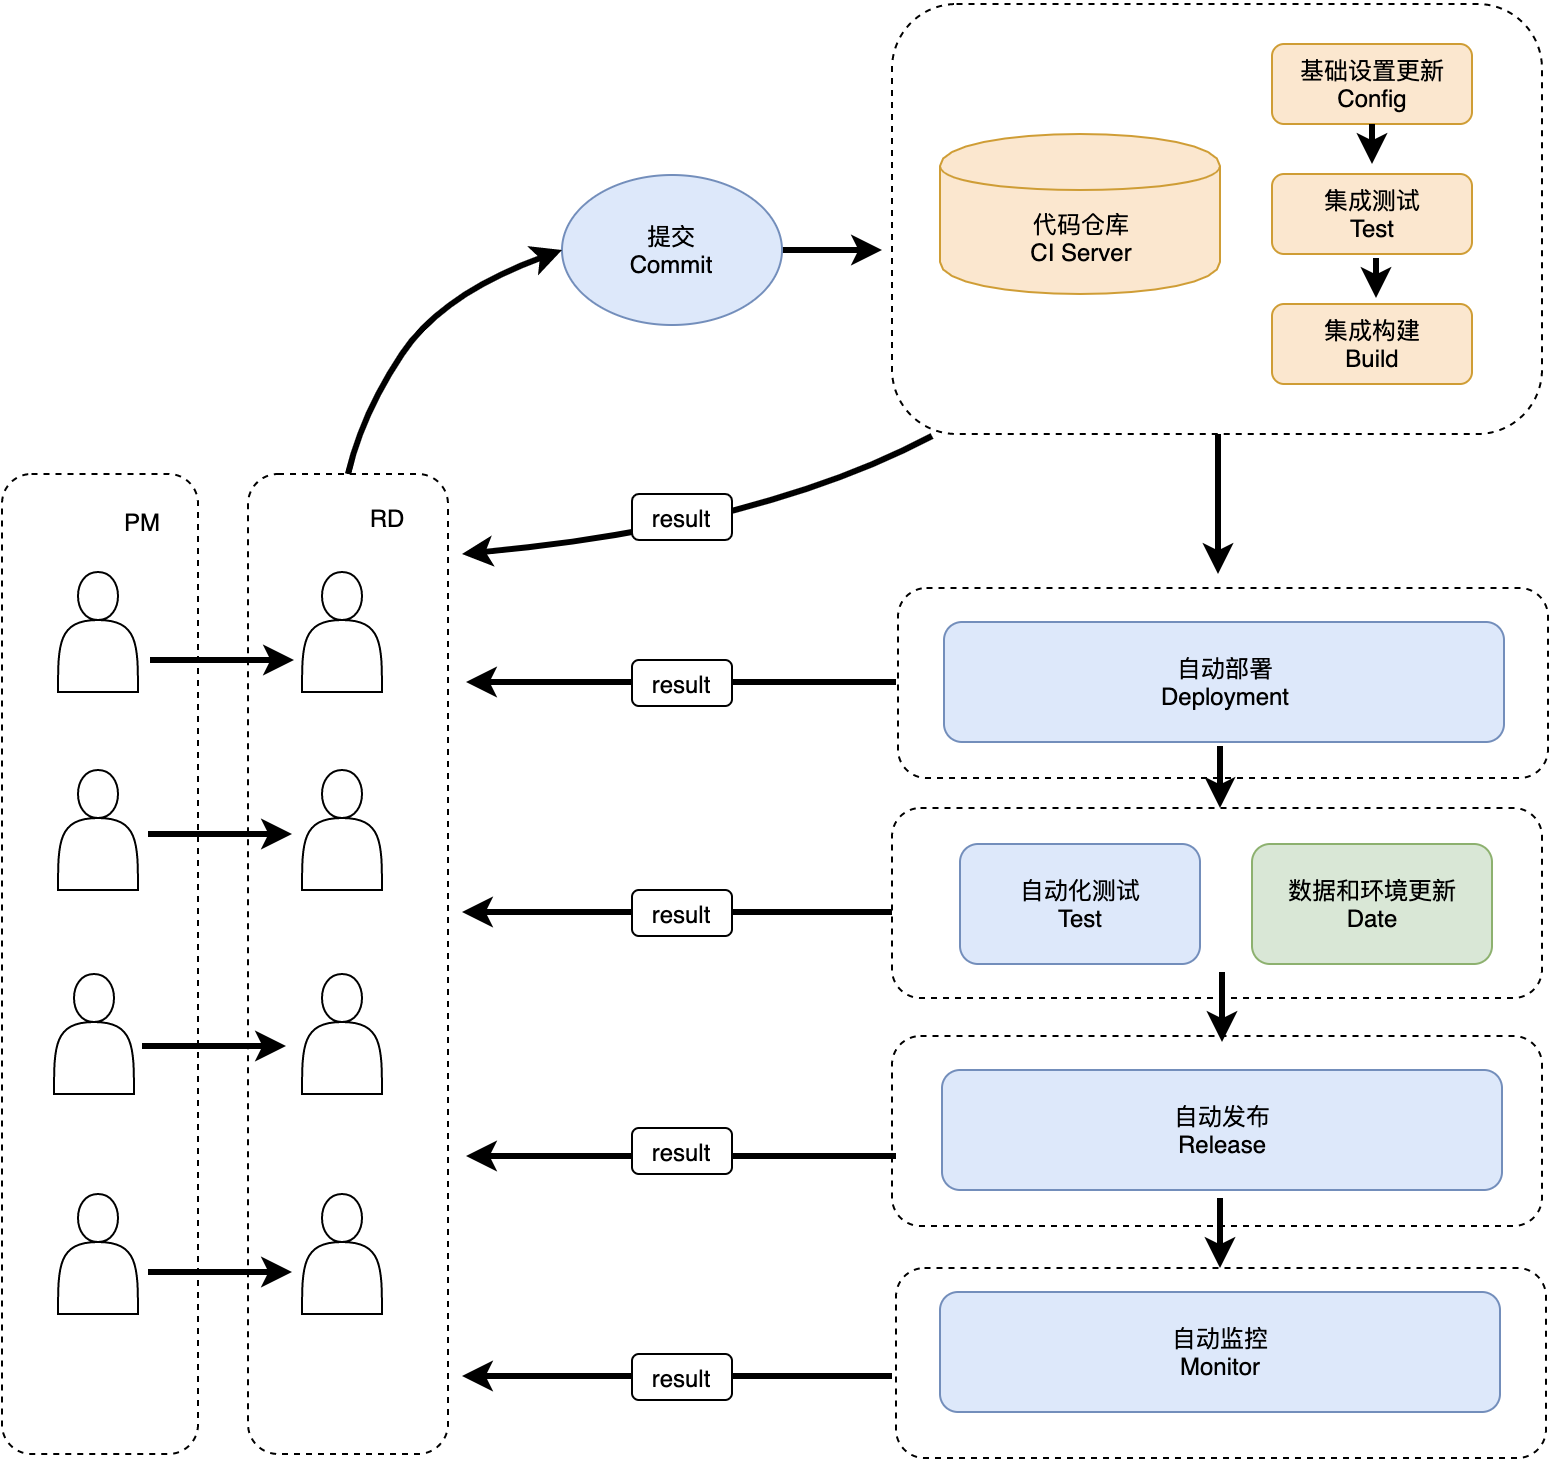 基础设置更新
Config
代码仓库
CI Server
集成测试
Test
集成构建
Build
提交
Commit
PM
RD
result
自动部署
Deployment
result
自动化测试
Test
数据和环境更新
Date
result
自动发布
Release
result
自动监控
Monitor
result